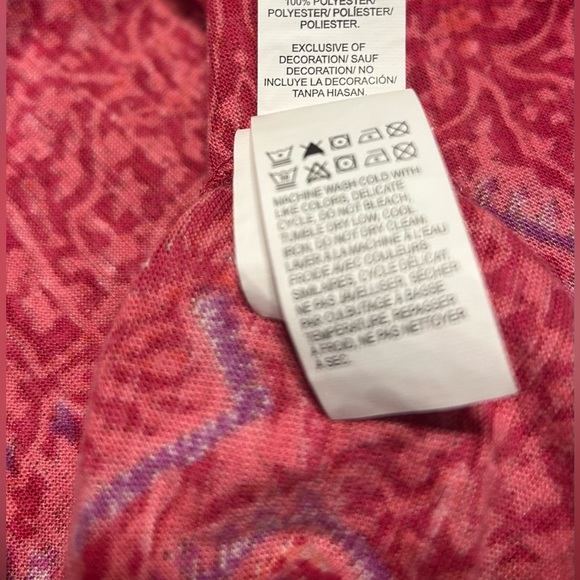 100% POLYESTER/
POLYESTER/ POLIÉSTER/
POLIESTER.
EXCLUSIVE OF
DECORATION/ SAUF
DECORATION/ NO
INCLUYE LA DECORACIÓN/
TANPA HIASAN.
MACHINE WASH COLD WITH
LIKE COLORS, DELICATE
CYCLE, DO NOT BLEACH,
TUMBLE DRY LOW, COOL
IRON, DO NOT DRY CLEAN.
LAVER À LA MACHINE À L'EAU
FROIDE AVEC COULEURS
SIMILAIRES, CYCLE DÉLICAT,
NE PAS JAVELLISER, SÉCHER
PAR CULBUTAGE À BASSE
TEMPÉRATURE, REPASSER
À FROID, NE PAS NETTOYER
À SEC.